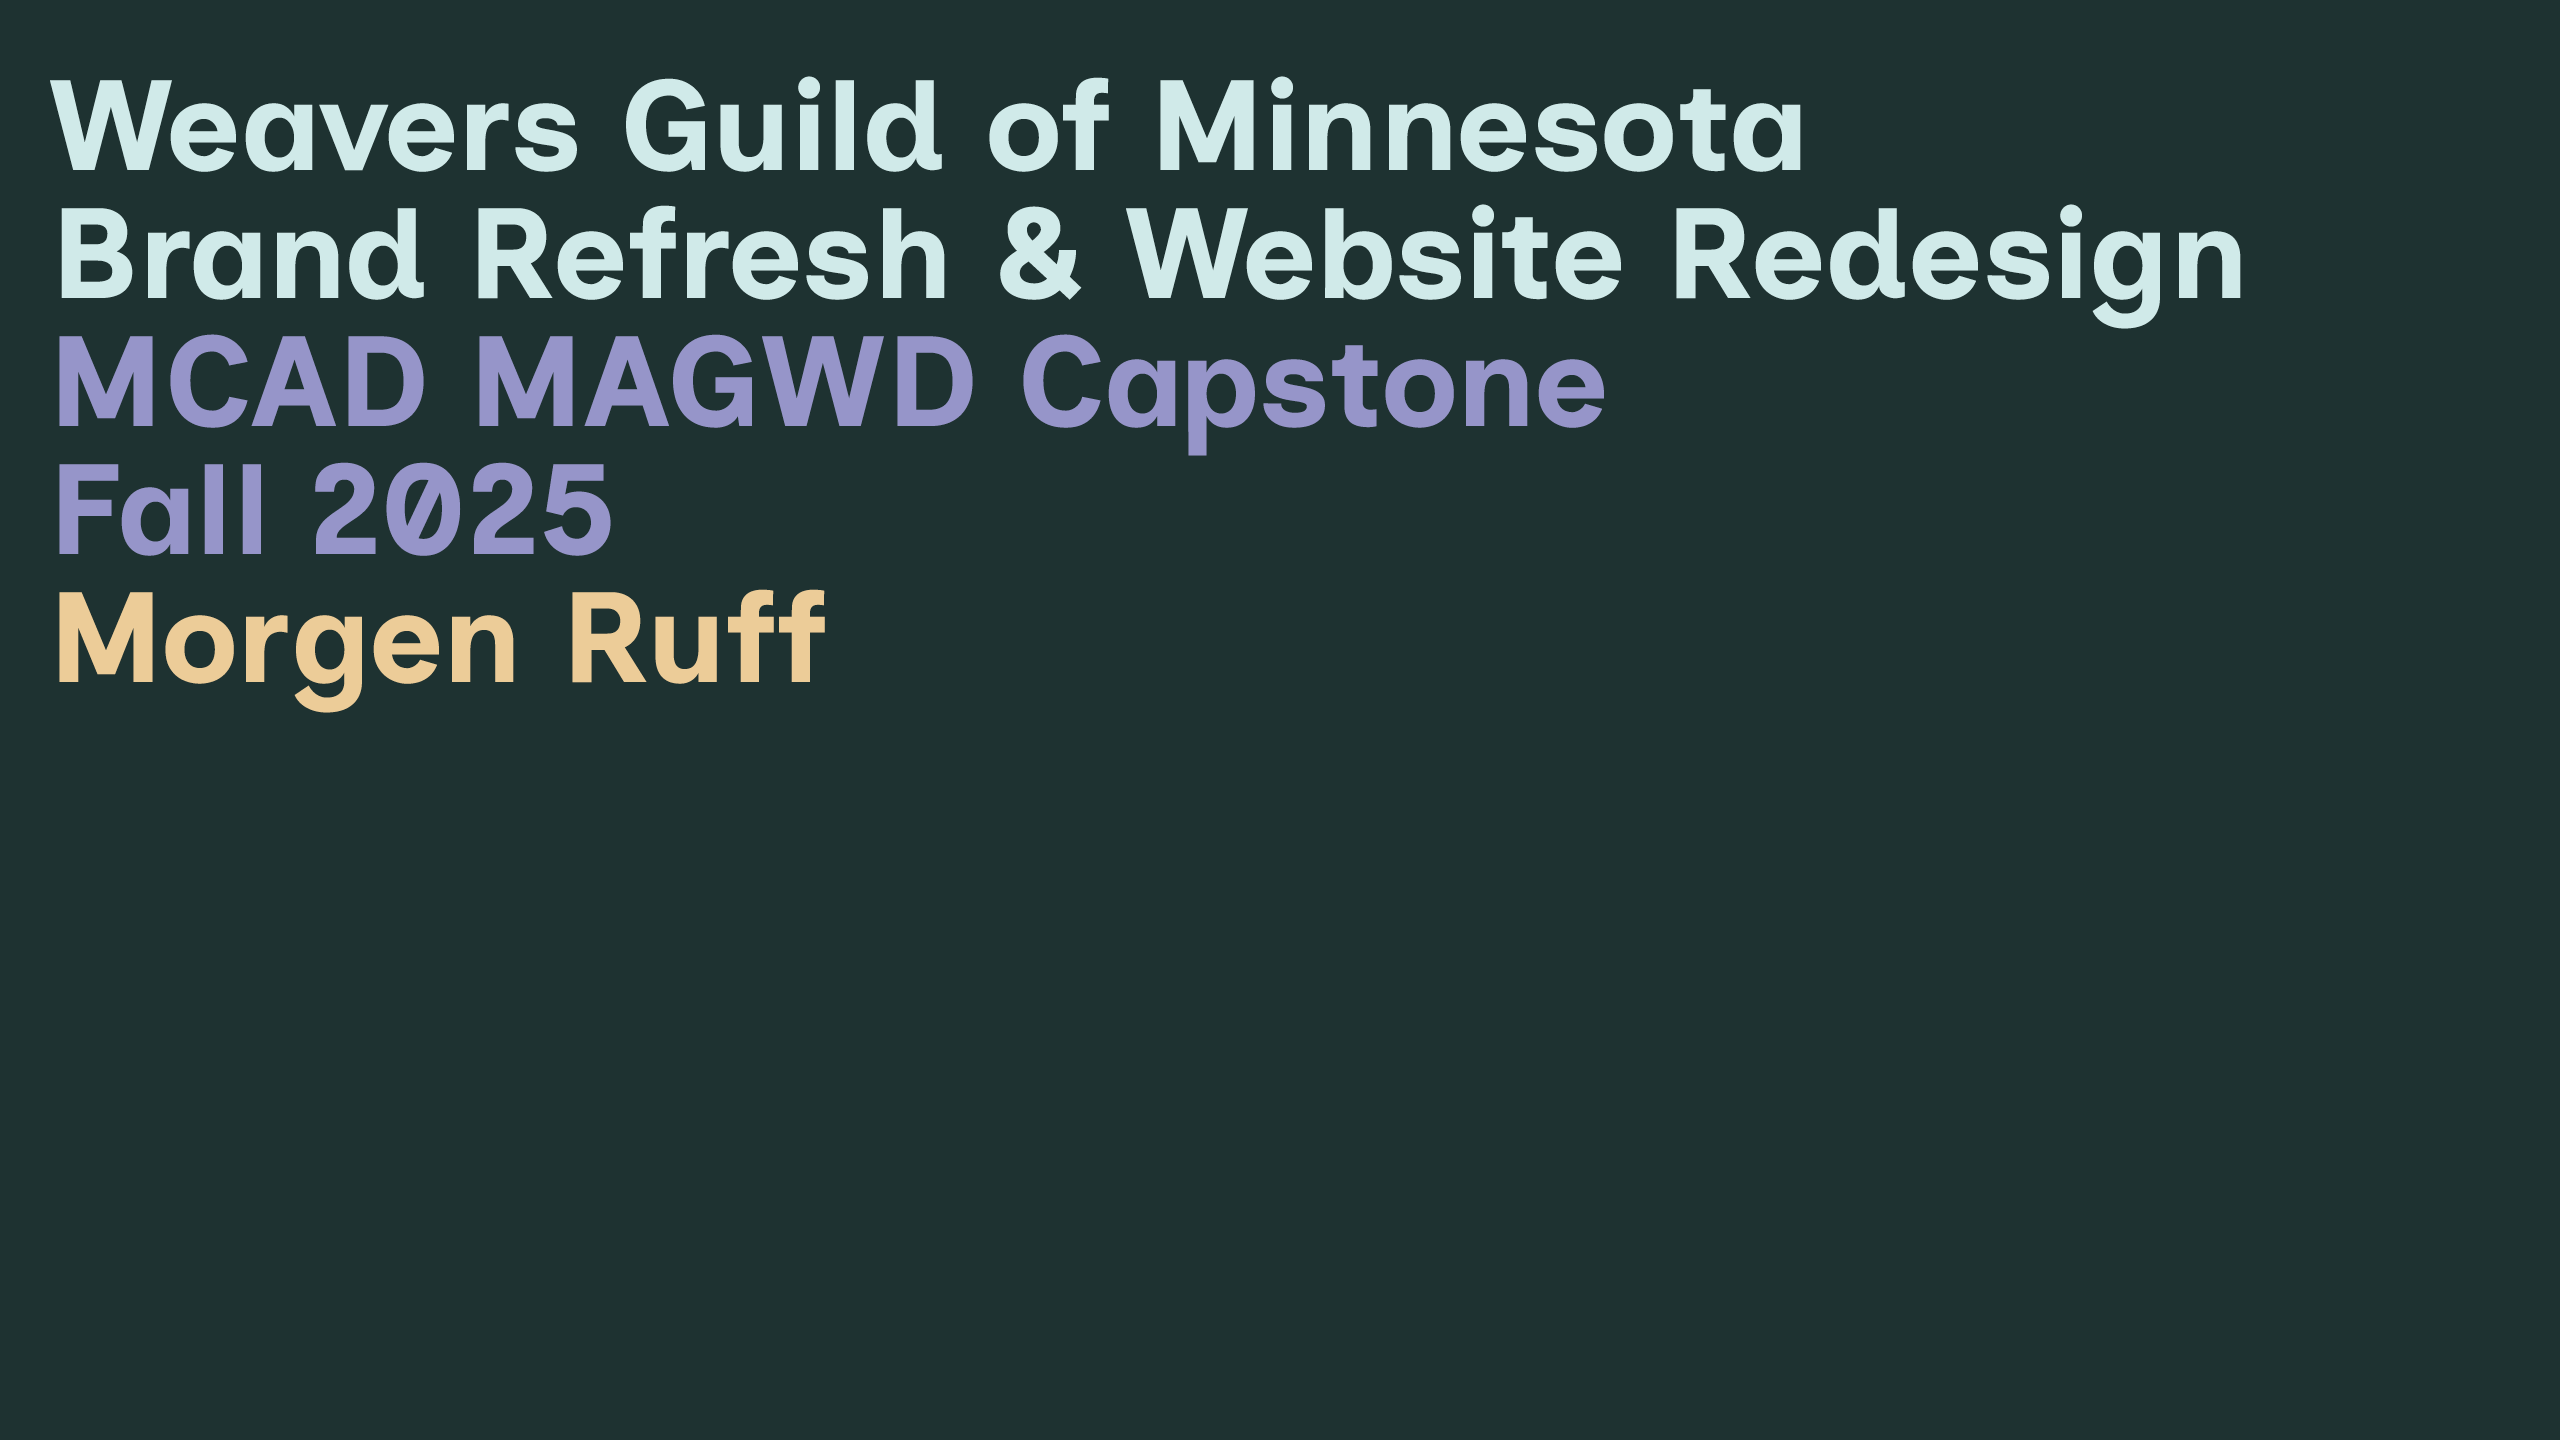 Weavers Guild of Minnesota
Brand Refresh & Website Redesign
MCAD MAGWD Capstone
Fall 2025
Morgen Ruff